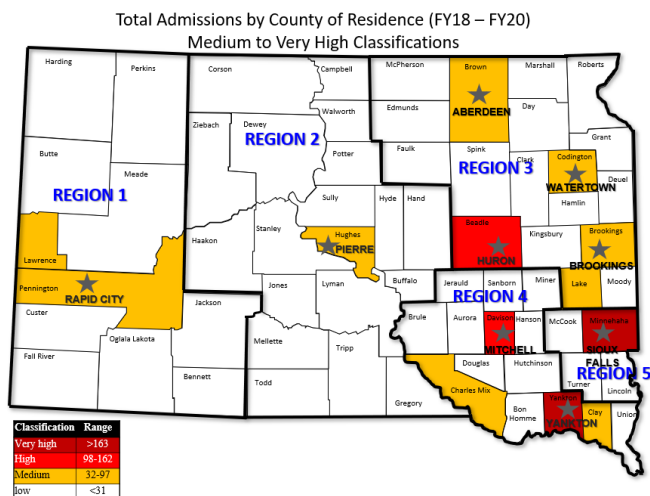 Total Admissions by County of Residence (FY18 – FY20)
Medium to Very High Classifications
Harding
Perkins
Corson
Campbell
McPherson
Brown
Marshall
Roberts
ABERDEEN
Edmunds
Day
Walworth
Ziebach
Dewey
REGION 2
Potter
Faulk
Spink
Clark
Grant
Codington
WATERTOWN
Deuel
Hamlin
REGION 3
Butte
Meade
REGION 1
Sully
Hyde
Hand
Beadle
HURON
Kingsbury
Brookings
BROOKINGS
Stanley
Hughes
PIERRE
Haakon
Lawrence
Pennington
RAPID CITY
Custer
Jackson
Jones
Lyman
Buffalo
Jerauld
Sanborn
Miner
Lake
Moody
REGION 4
Brule
Aurora
Davison
Hanson
MITCHELL
McCook
Minnehaha
SIOUX
FALLS
REGION 5
Fall River
Oglala Lakota
Bennett
Mellette
Todd
Tripp
Gregory
Charles Mix
Douglas
Hutchinson
Turner
Lincoln
Bon
Homme
Yankton
YANKTON
Clay
Union
Classification Range
Very high >163
High 98-162
Medium 32-97
low <31